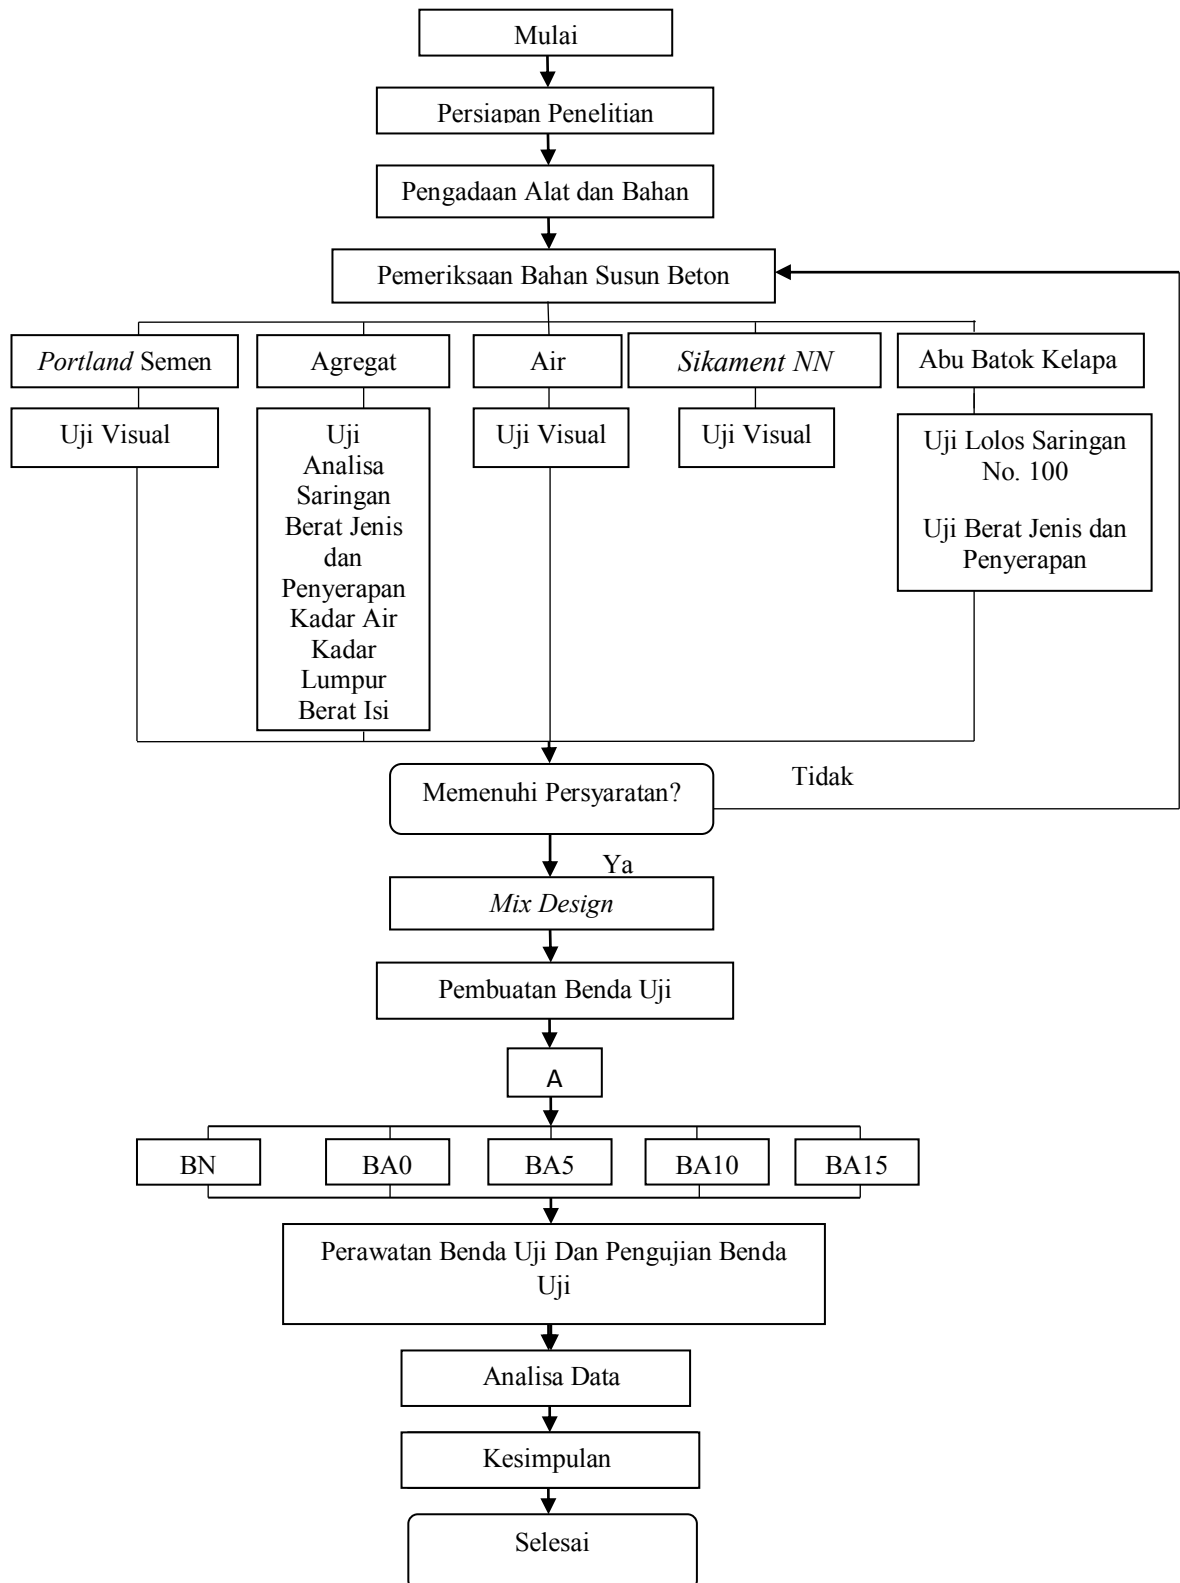 Mulai
Persiapan Penelitian
Pengadaan Alat dan Bahan
Pemeriksaan Bahan Susun Beton
Portland Semen
Agregat
Air
Sikament NN
Abu Batok Kelapa
Uji Visual
Uji
Analisa
Saringan
Berat Jenis
dan
Penyerapan
Kadar Air
Kadar
Lumpur
Berat Isi
Uji Visual
Uji Visual
Uji Lolos Saringan
No. 100
Uji Berat Jenis dan
Penyerapan
Memenuhi Persyaratan?
Tidak
Ya
Mix Design
Pembuatan Benda Uji
A
BN
BA0
BA5
BA10
BA15
Perawatan Benda Uji Dan Pengujian Benda
Uji
Analisa Data
Kesimpulan
Selesai